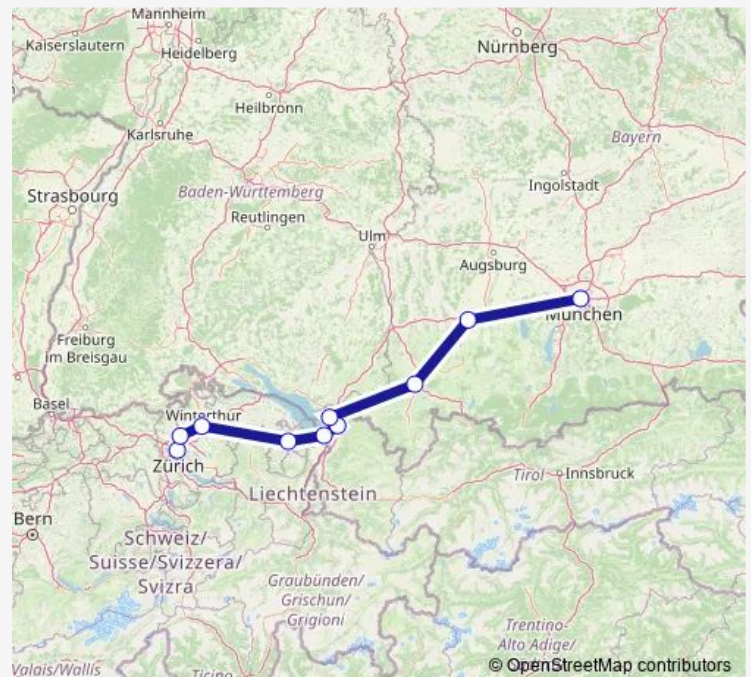 Mannheim
Kaiserslautern
Heidelberg
Nürnberg
Heilbronn
Karlsruhe
Bayern
Strasbourg
Baden-Württemberg
Ingolstadt
Reutlingen
Ulm
Augsburg
München
Freiburg
im Breisgau
Basel
Winterthur
Zürich
Liechtenstein
Tirol
Innsbruck
Bern
Schweiz/
Suisse/Svizzera/
Svizra
Graubünden/
Grischun/
Grigioni
Trentino-
Alto Adige/
Valais/Wallis
Ticino
© OpenStreetMap contributors